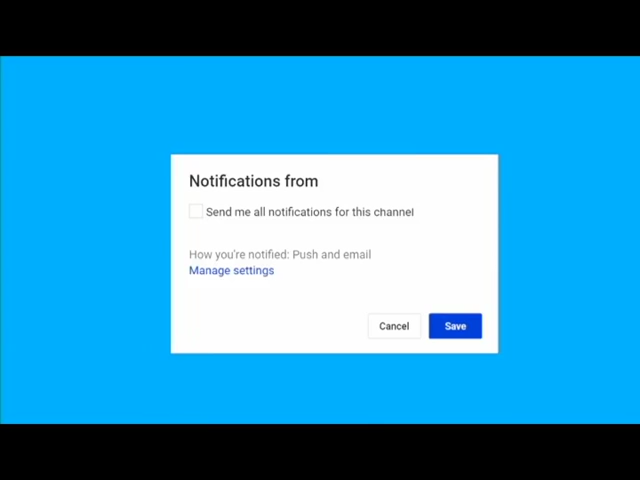 Notifications from
Send me all notifications for this channel
How you're notified: Push and email
Manage settings
Cancel
Save